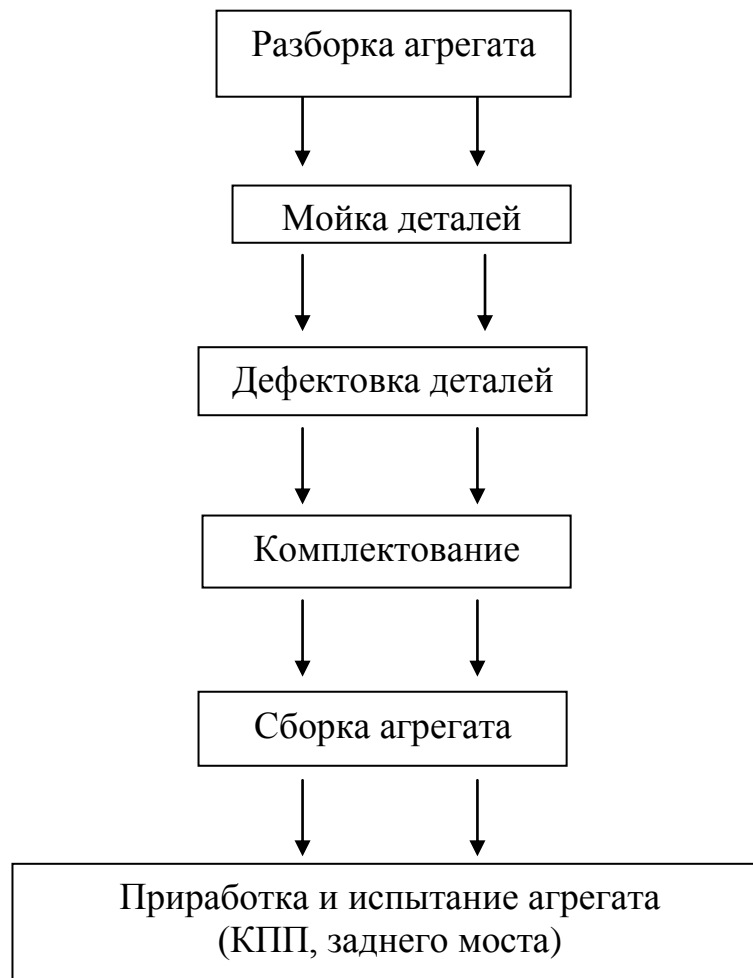 Разборка агрегата
Мойка деталей
Дефектовка деталей
Комплектование
Сборка агрегата
Приработка и испытание агрегата
(КПП, заднего моста)